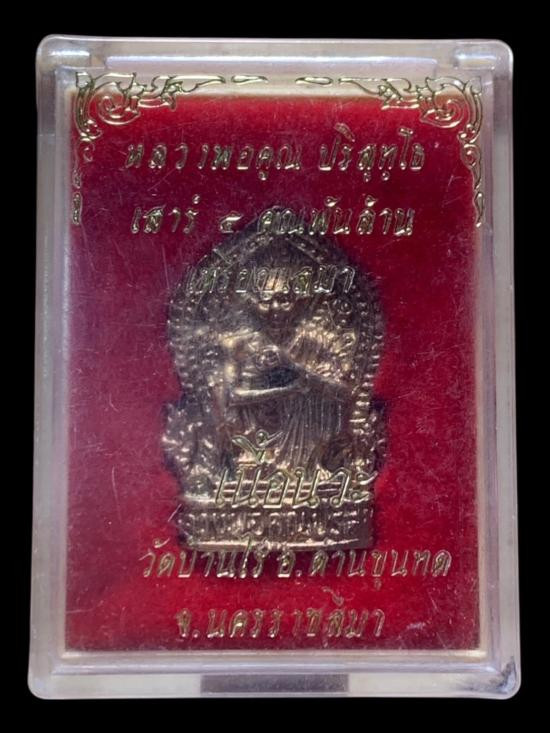 หลวงพ่อคูณ ปริสุทฺโธ
เสาร์ ๕ คูณพันล้าน
เหรียญเสมา
เนื้อนวะ
วัดบ้านไร่ อ.ด่านขุนทด
จ.นครราชสีมา